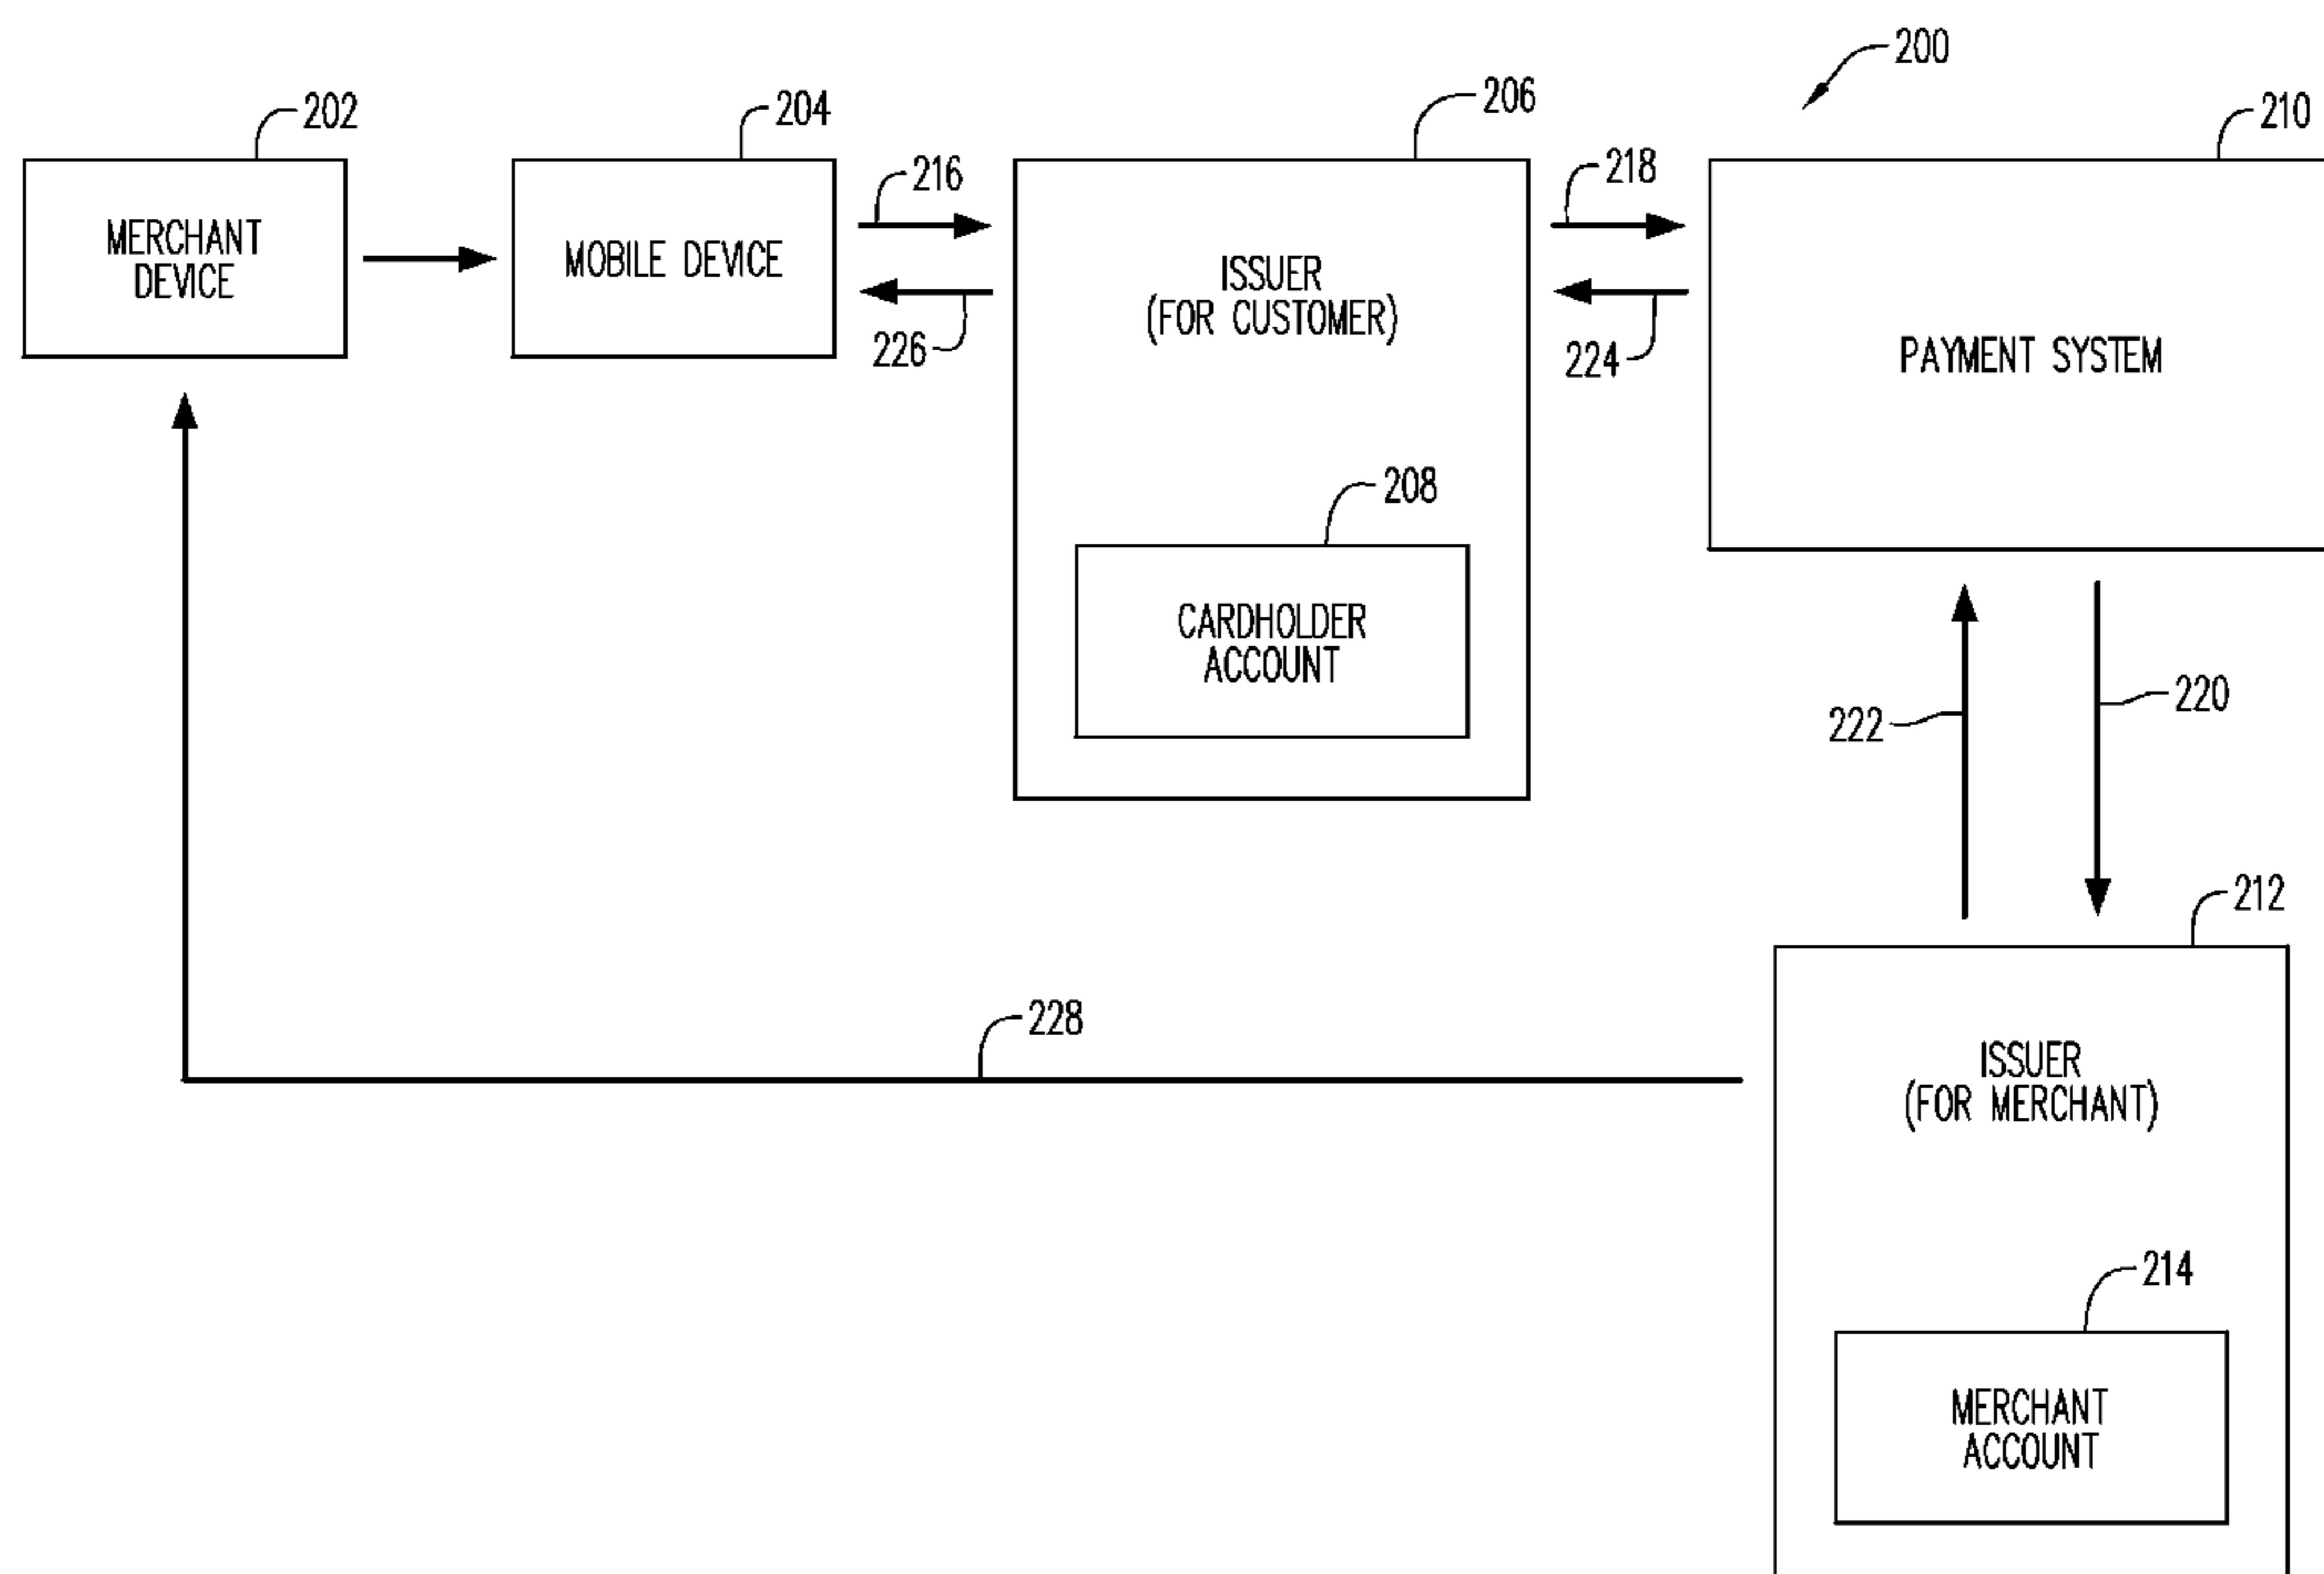 200
202
204
206
210
216
218
MERCHANT
DEVICE
MOBILE DEVICE
ISSUER
(FOR CUSTOMER)
226
224
PAYMENT SYSTEM
208
CARDHOLDER
ACCOUNT
222
220
212
228
ISSUER
(FOR MERCHANT)
214
MERCHANT
ACCOUNT